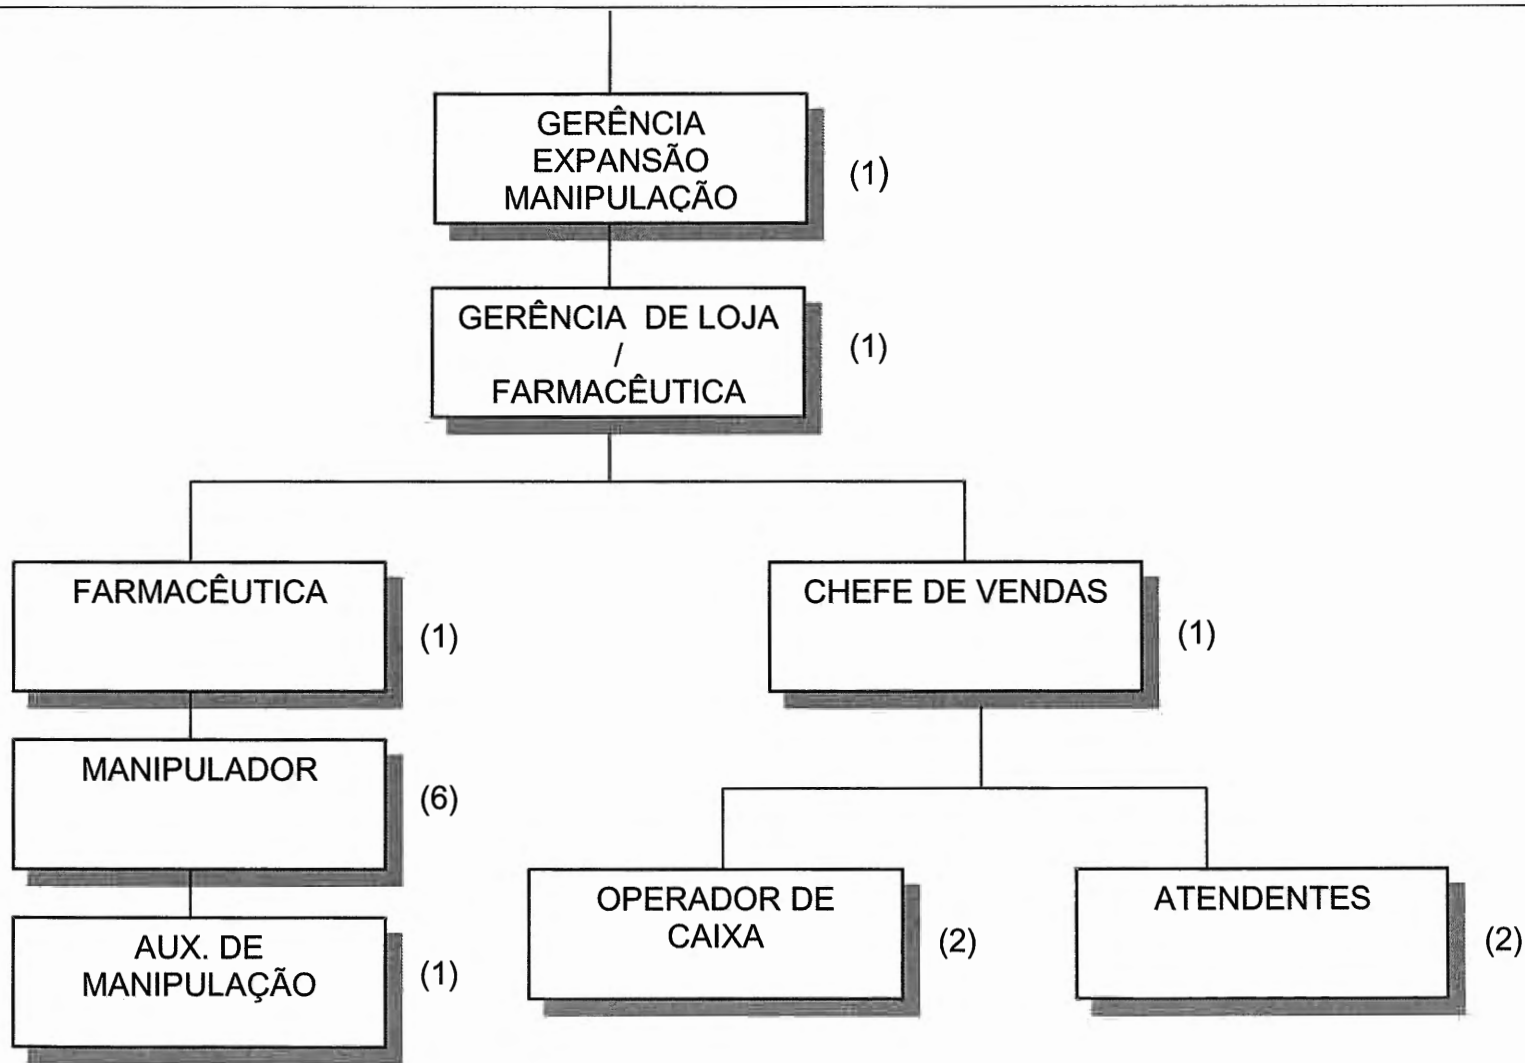 GERÊNCIA
EXPANSÃO
MANIPULAÇÃO
(1)
GERÊNCIA DE LOJA
/
FARMACÊUTICA
(1)
FARMACÊUTICA
(1)
CHEFE DE VENDAS
(1)
MANIPULADOR
(6)
OPERADOR DE
CAIXA
(2)
ATENDENTES
(2)
AUX. DE
MANIPULAÇÃO
(1)